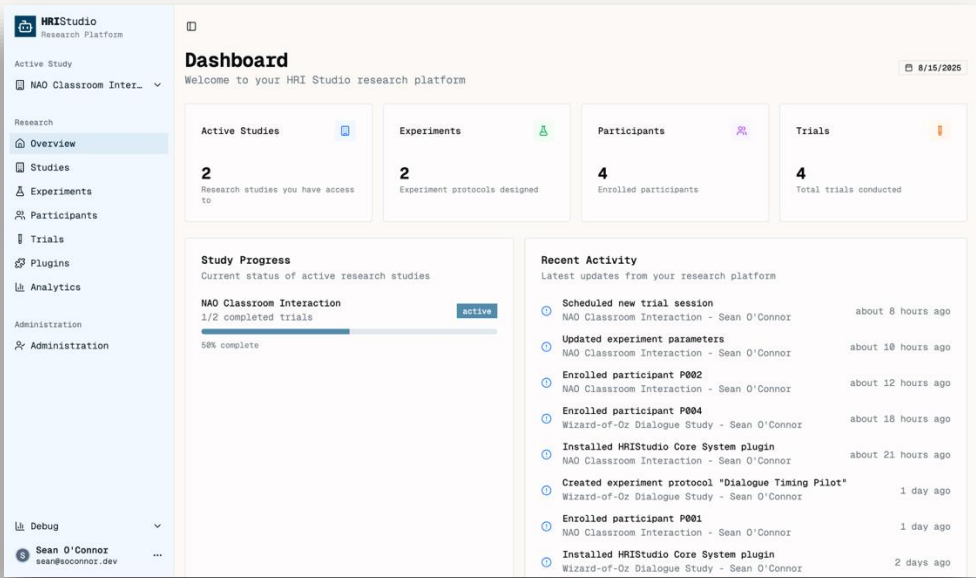 HRIStudio
Research Platform
Active Study
NAO Classroom Inter…
Research
Overview
Studies
Experiments
Participants
Trials
Plugins
Analytics
Administration
Administration
Debug
S
Sean O'Connor
sean@soconnor.dev
Dashboard
Welcome to your HRI Studio research platform
8/15/2025
Active Studies
2
Research studies you have access
to
Experiments
2
Experiment protocols designed
Participants
4
Enrolled participants
Trials
4
Total trials conducted
Study Progress
Current status of active research studies
NAO Classroom Interaction
1/2 completed trials
active
50% complete
Recent Activity
Latest updates from your research platform
Scheduled new trial session
NAO Classroom Interaction - Sean O'Connor
about 8 hours ago
Updated experiment parameters
NAO Classroom Interaction - Sean O'Connor
about 10 hours ago
Enrolled participant P002
NAO Classroom Interaction - Sean O'Connor
about 12 hours ago
Enrolled participant P004
Wizard-of-Oz Dialogue Study - Sean O'Connor
about 18 hours ago
Installed HRIStudio Core System plugin
NAO Classroom Interaction - Sean O'Connor
about 21 hours ago
Created experiment protocol "Dialogue Timing Pilot"
Wizard-of-Oz Dialogue Study - Sean O'Connor
1 day ago
Enrolled participant P001
NAO Classroom Interaction - Sean O'Connor
1 day ago
Installed HRIStudio Core System plugin
Wizard-of-Oz Dialogue Study - Sean O'Connor
2 days ago